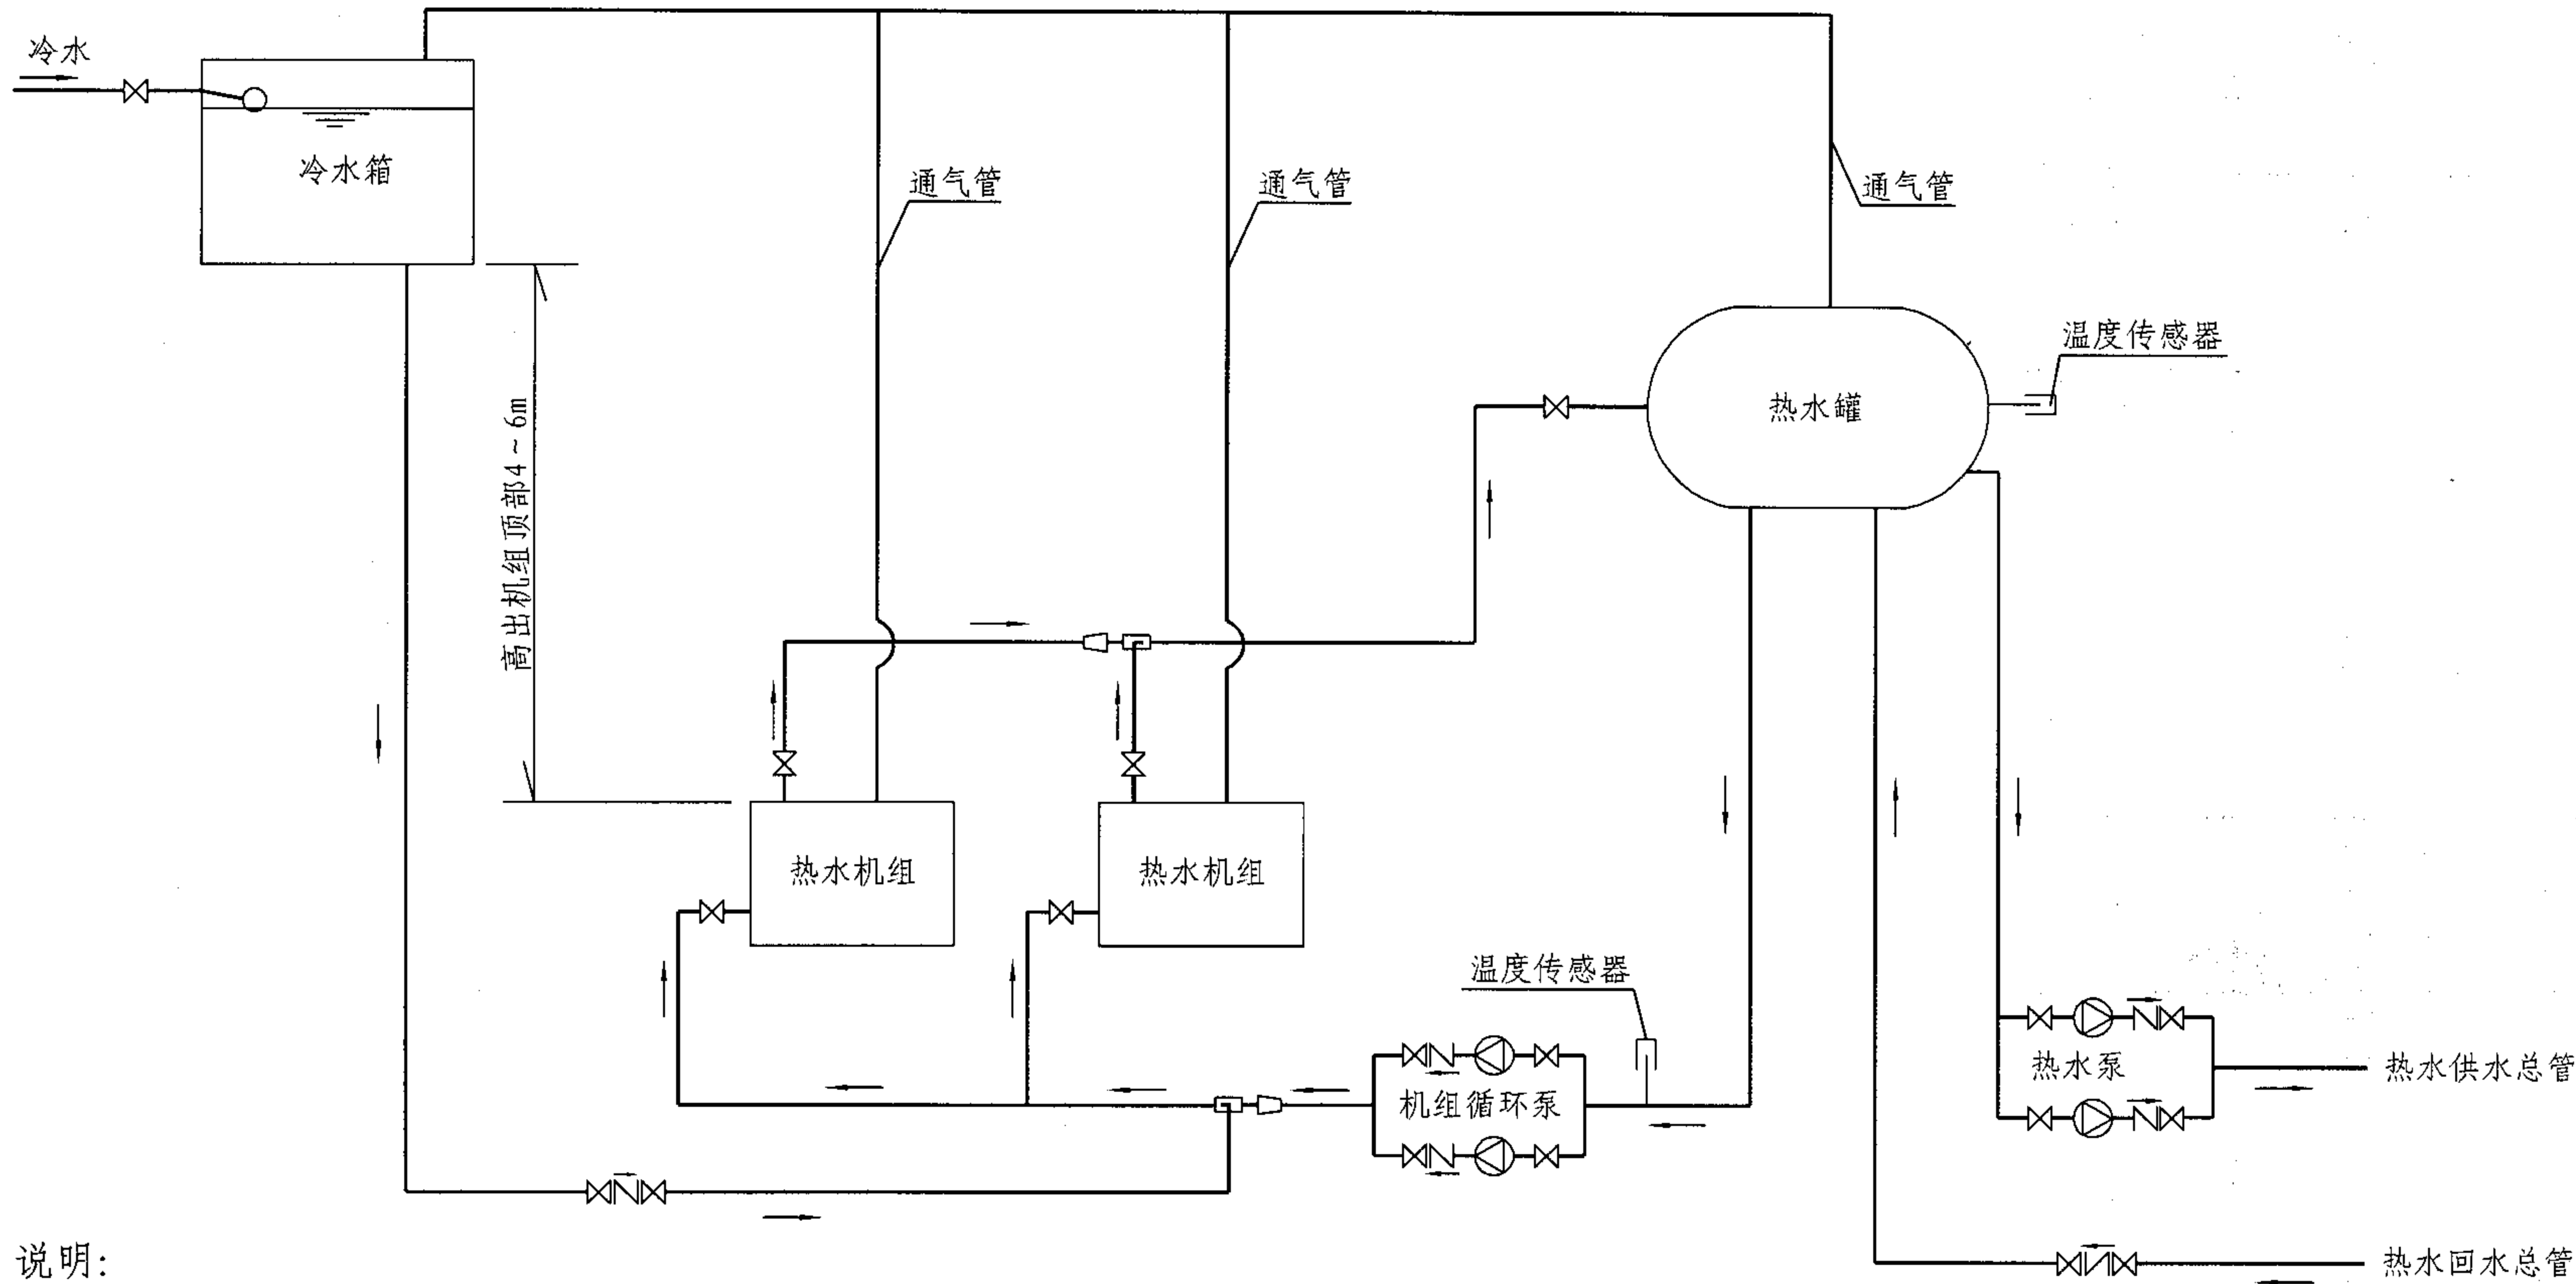 冷水
冷水箱
通气管
通气管
通气管
温度传感器
热水罐
高出机组顶部4~6m
热水机组
热水机组
温度传感器
机组循环泵
热水泵
热水供水总管
热水回水总管
说明: